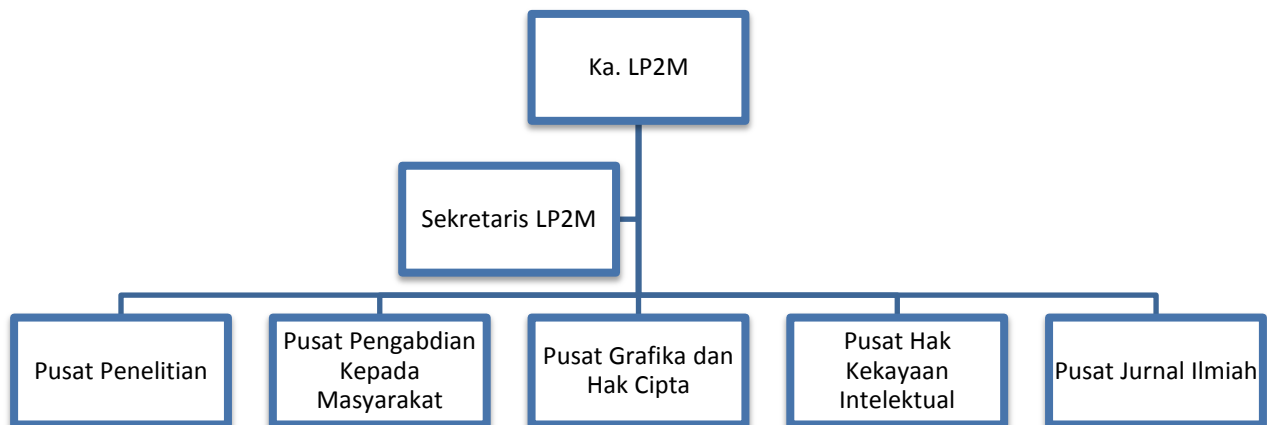 Ka. LP2M
Sekretaris LP2M
Pusat Penelitian
Pusat Pengabdian
Kepada
Masyarakat
Pusat Grafika dan
Hak Cipta
Pusat Hak
Kekayaan
Intelektual
Pusat Jurnal Ilmiah